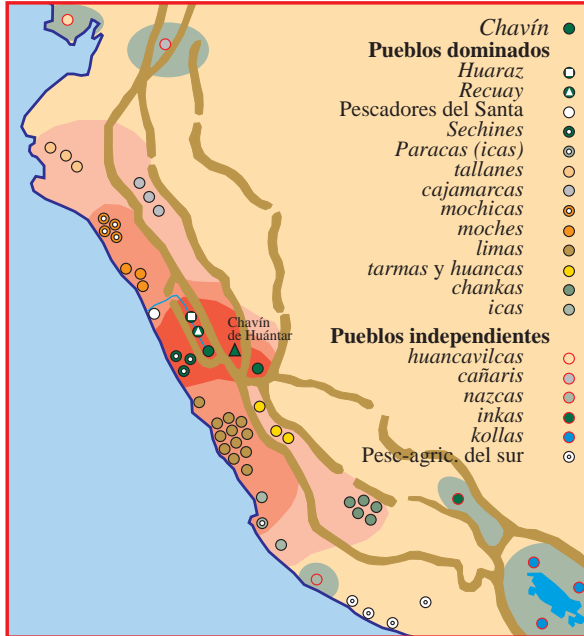 Chavín
Pueblos dominados
Huaraz
Recuay
Pescadores del Santa
Sechines
Paracas (icas)
tallanes
cajamarcas
mochicas
moches
limas
tarmas y huancas
chankas
icas
Pueblos independientes
huancavilcas
cañaris
nazcas
inkas
kollas
Pesc-agric. del sur
Chavín
de Huántar